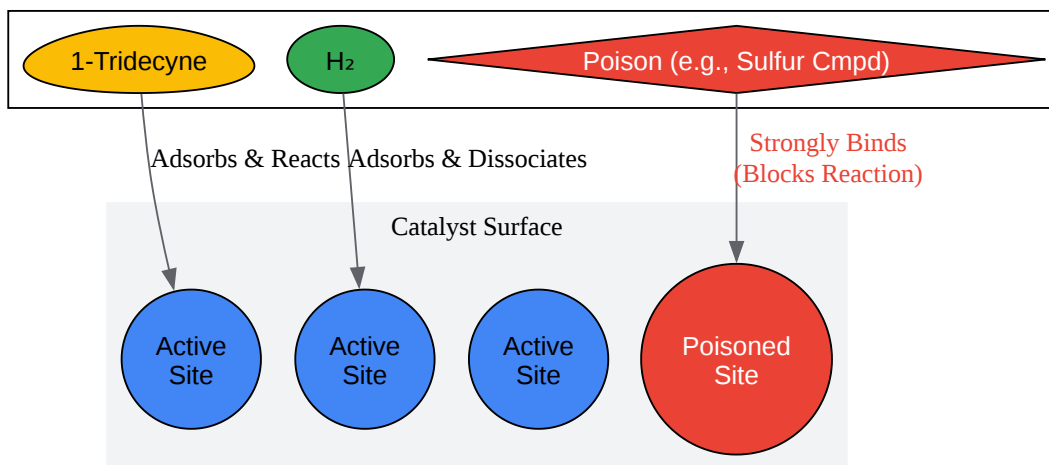 1-Tridecyne
H₂
Poison (e.g., Sulfur Cmpd)
Adsorbs & Reacts
Adsorbs & Dissociates
Strongly Binds
(Blocks Reaction)
Catalyst Surface
Active
Site
Active
Site
Active
Site
Poisoned
Site